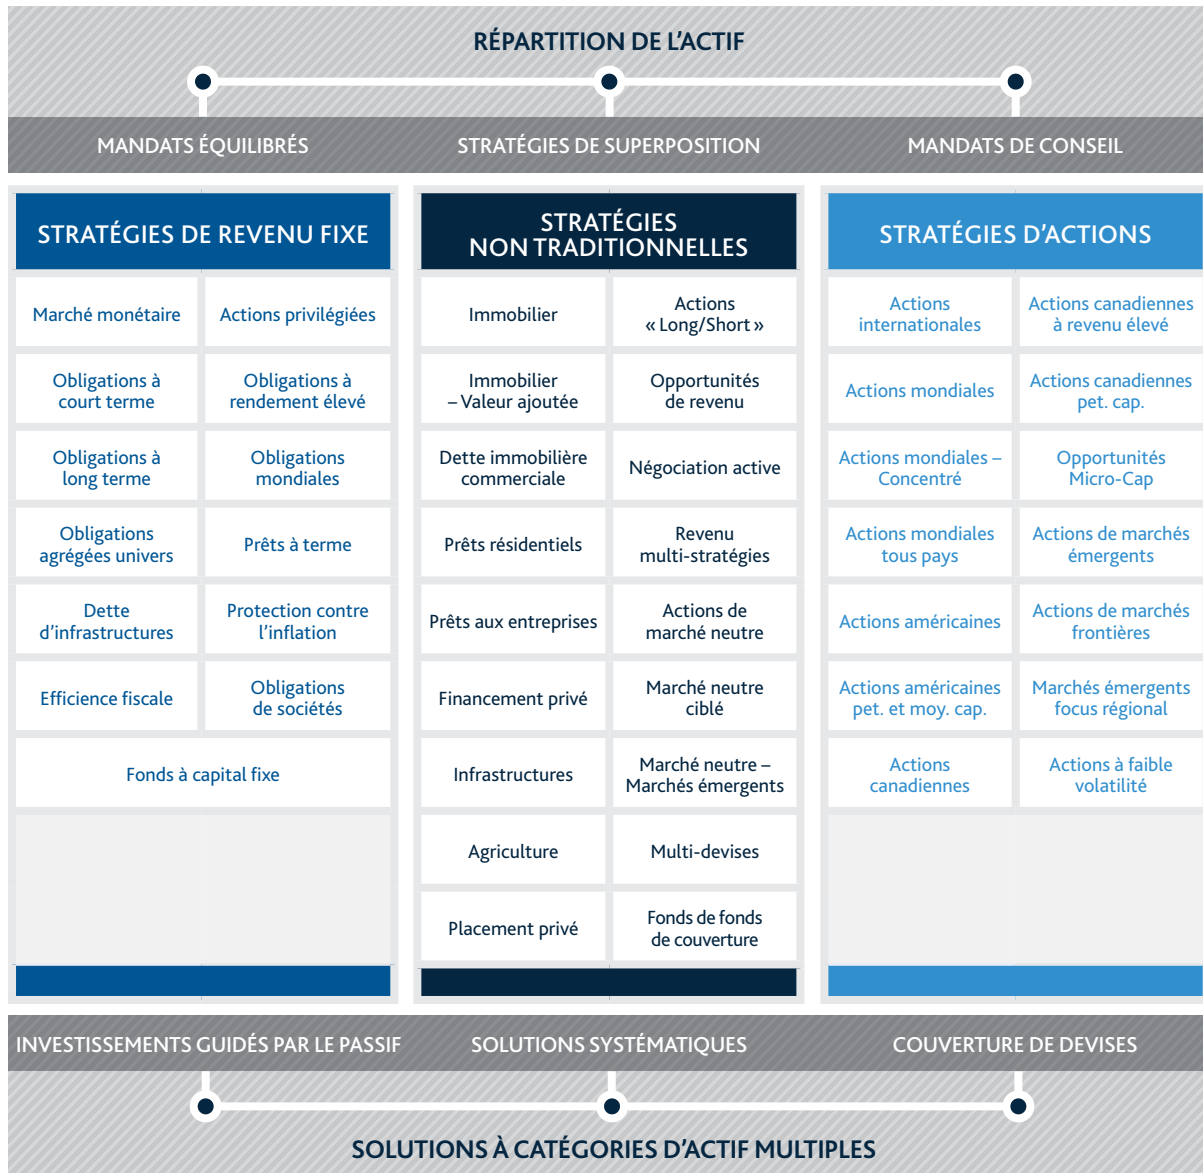 RÉPARTITION DE L'ACTIF
MANDATS ÉQUILIBRÉS
STRATÉGIES DE SUPERPOSITION
MANDATS DE CONSEIL
STRATÉGIES DE REVENU FIXE
Marché monétaire
Actions privilégiées
Obligations à
court terme
Obligations à
rendement élevé
Obligations à
long terme
Obligations
mondiales
Obligations
agrégées univers
Prêts à terme
Dette
d'infrastructures
Protection contre
l'inflation
Efficience fiscale
Obligations
de sociétés
Fonds à capital fixe
STRATÉGIES
NON TRADITIONNELLES
Immobilier
Actions
« Long/Short »
Immobilier
– Valeur ajoutée
Opportunités
de revenu
Dette immobilière
commerciale
Négociation active
Prêts résidentiels
Revenu
multi-stratégies
Prêts aux entreprises
Actions de
marché neutre
Financement privé
Marché neutre
ciblé
Infrastructures
Marché neutre –
Marchés émergents
Agriculture
Multi-devises
Placement privé
Fonds de fonds
de couverture
STRATÉGIES D'ACTIONS
Actions
internationales
Actions canadiennes
à revenu élevé
Actions mondiales
Actions canadiennes
pet. cap.
Actions mondiales –
Concentré
Opportunités
Micro-Cap
Actions mondiales
tous pays
Actions de marchés
émergents
Actions américaines
Actions de marchés
frontières
Actions américaines
pet. et moy. cap.
Marchés émergents
focus régional
Actions
canadiennes
Actions à faible
volatilité
INVESTISSEMENTS GUIDÉS PAR LE PASSIF
SOLUTIONS SYSTÉMATIQUES
COUVERTURE DE DEVISES
SOLUTIONS À CATÉGORIES D'ACTIF MULTIPLES